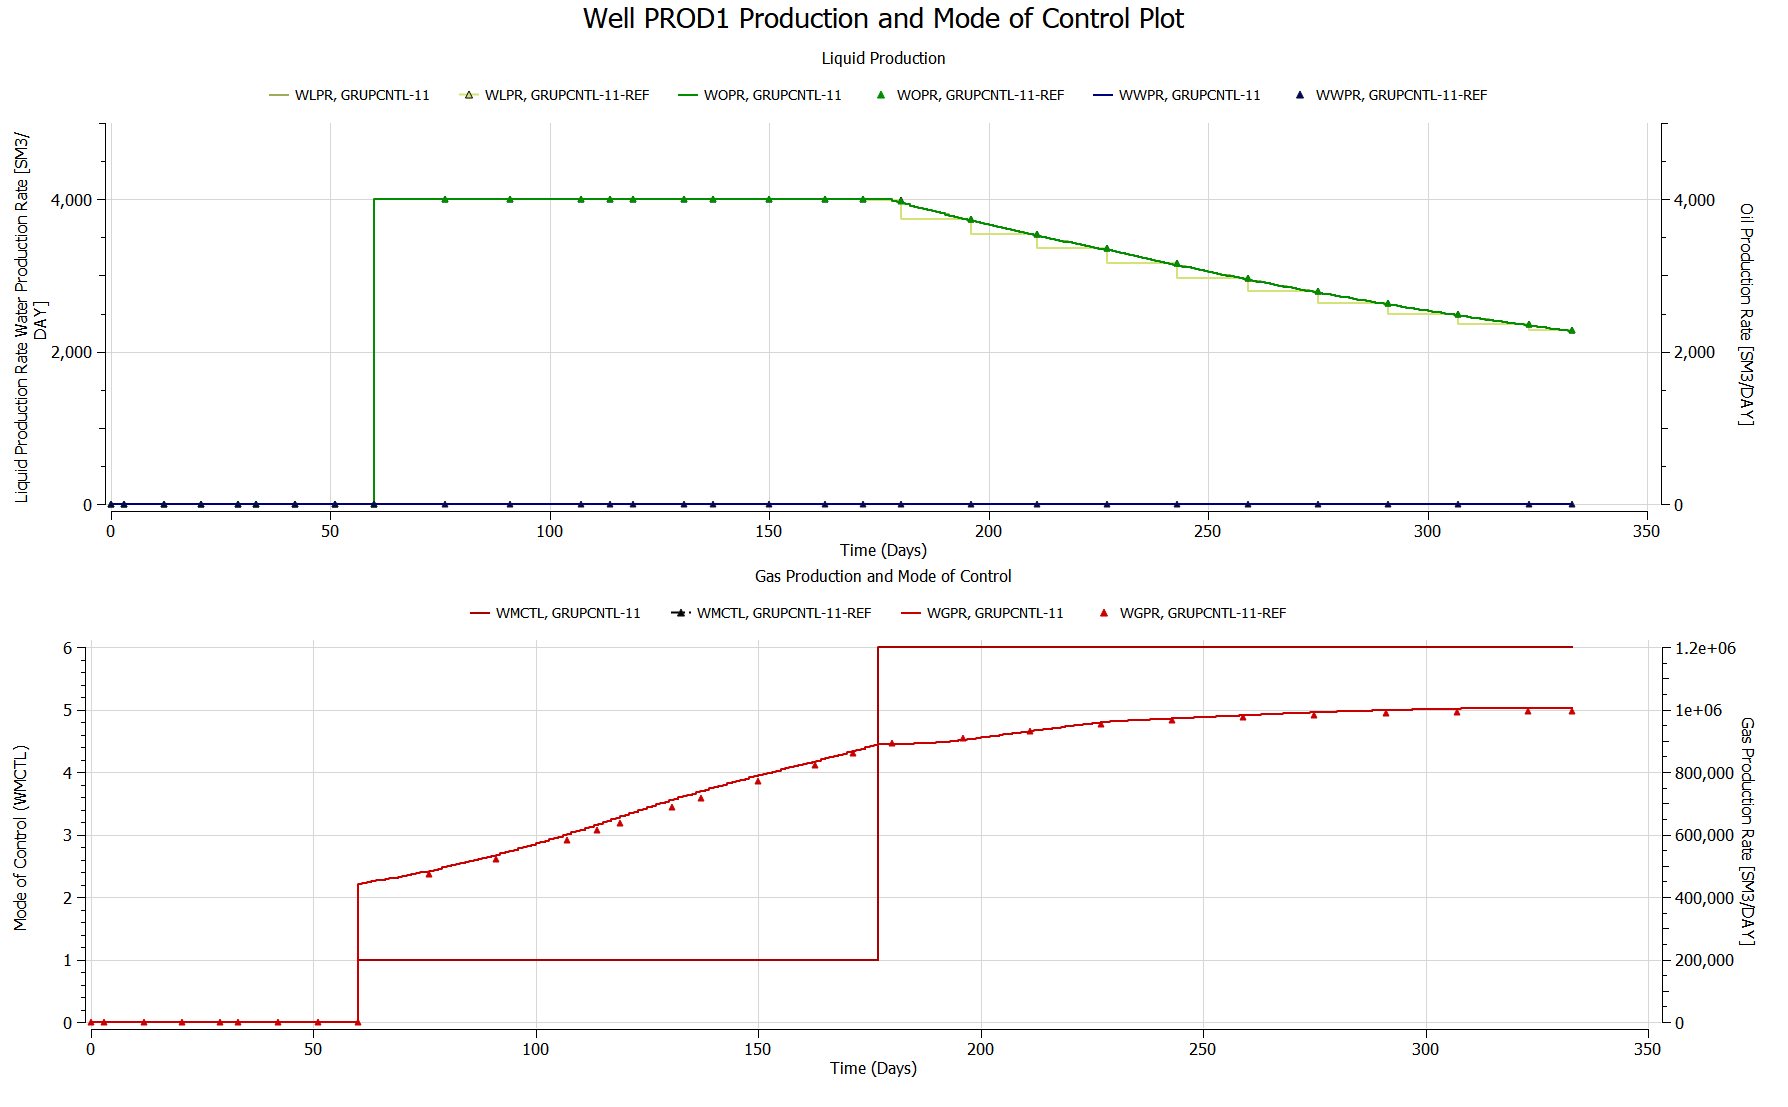 Well PROD1 Production and Mode of Control Plot
Liquid Production
WLPR, GRUPCNTL-11
WLPR, GRUPCNTL-11-REF
WOPR, GRUPCNTL-11
WOPR, GRUPCNTL-11-REF
WWPR, GRUPCNTL-11
WWPR, GRUPCNTL-11-REF
Liquid Production Rate Water Production Rate [SM3/
DAY]
4,000
2,000
0
4,000
2,000
0
Oil Production Rate [SM3/DAY]
0 50 100 150 200 250 300 350
Time (Days)
Gas Production and Mode of Control
WMCTL, GRUPCNTL-11
WMCTL, GRUPCNTL-11-REF
WGPR, GRUPCNTL-11
WGPR, GRUPCNTL-11-REF
Mode of Control (WMCTL)
6
5
4
3
2
1
0
1.2e+06
1e+06
800,000
600,000
400,000
200,000
0
Gas Production Rate [SM3/DAY]
0 50 100 150 200 250 300 350
Time (Days)